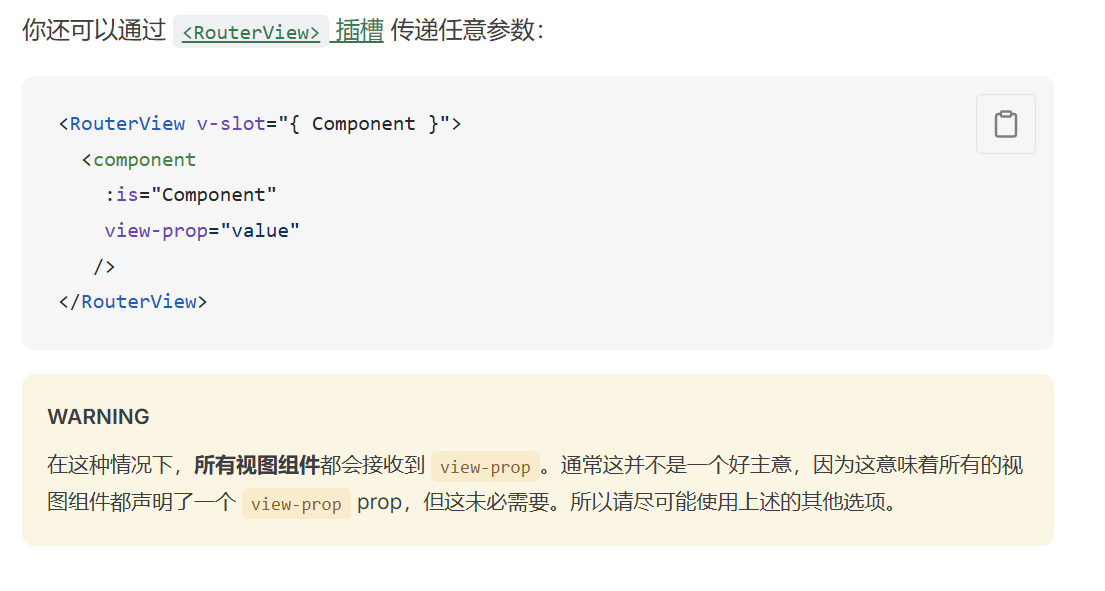 你还可以通过 <RouterView> 插槽 传递任意参数：
<RouterView v-slot="{ Component }">
  <component
    :is="Component"
    view-prop="value"
   />
</RouterView>
WARNING
在这种情况下，所有视图组件都会接收到 view-prop 。通常这并不是一个好主意，因为这意味着所有的视
图组件都声明了一个 view-prop prop，但这未必需要。所以请尽可能使用上述的其他选项。